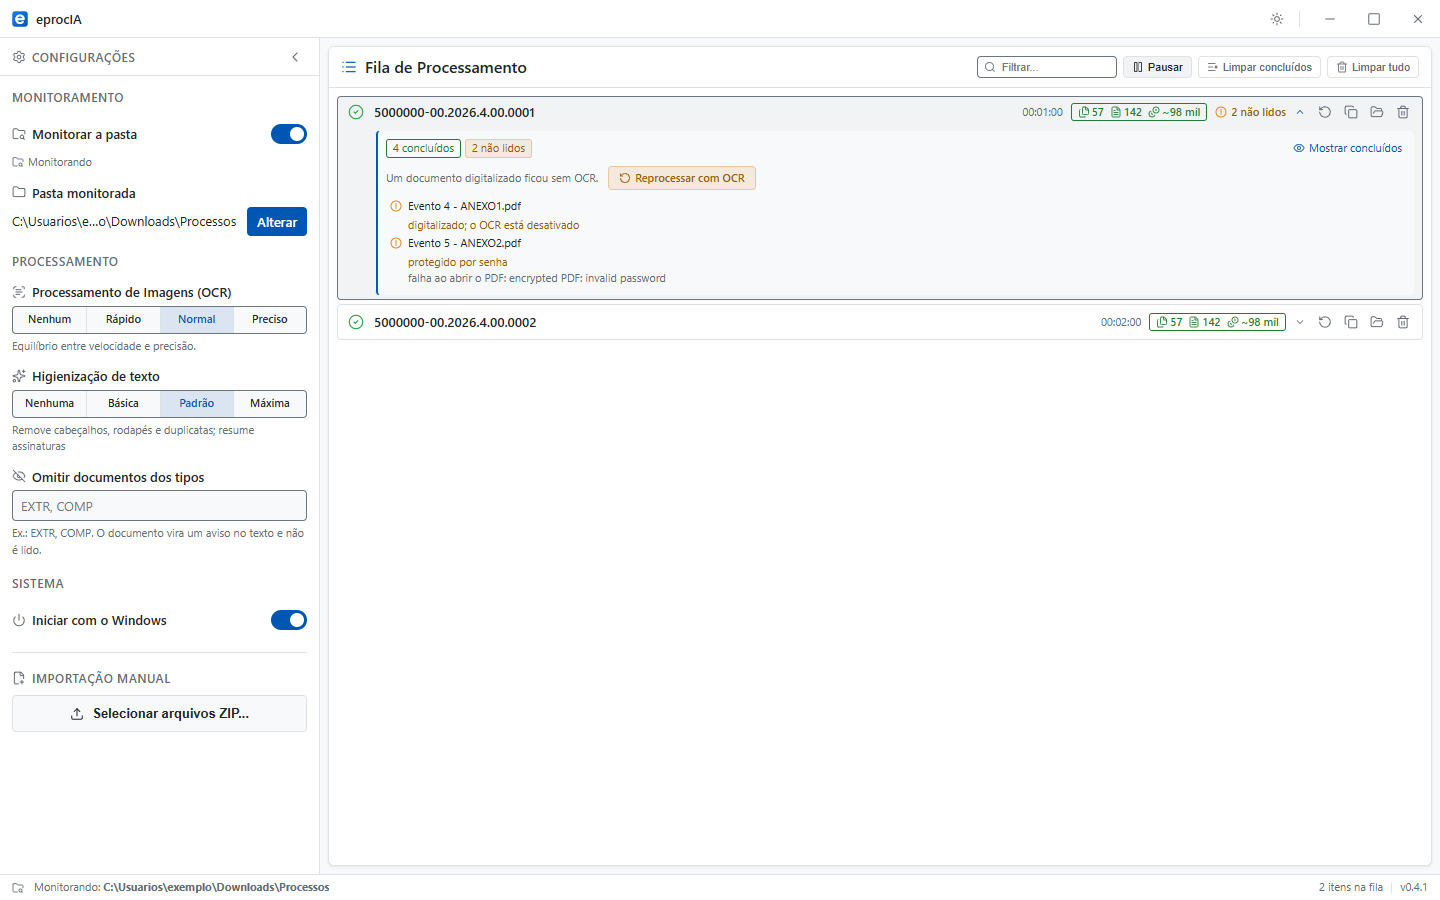 eprocIA
CONFIGURAÇÕES
MONITORAMENTO
Monitorar a pasta
Monitorando
Pasta monitorada
C:\Usuarios\e...o\Downloads\Processos
Alterar
PROCESSAMENTO
Processamento de Imagens (OCR)
Nenhum Rápido Normal Preciso
Equilíbrio entre velocidade e precisão.
Higienização de texto
Nenhuma Básica Padrão Máxima
Remove cabeçalhos, rodapés e duplicatas; resume
assinaturas
Omitir documentos dos tipos
EXTR, COMP
Ex.: EXTR, COMP. O documento vira um aviso no texto e não
é lido.
SISTEMA
Iniciar com o Windows
IMPORTAÇÃO MANUAL
Selecionar arquivos ZIP...
Fila de Processamento
Filtrar... Pausar Limpar concluídos Limpar tudo
5000000-00.2026.4.00.0001 00:01:00 57 142 ~98 mil 2 não lidos
4 concluídos 2 não lidos Mostrar concluídos
Um documento digitalizado ficou sem OCR. Reprocessar com OCR
Evento 4 - ANEXO1.pdf
digitalizado; o OCR está desativado
Evento 5 - ANEXO2.pdf
protegido por senha
falha ao abrir o PDF: encrypted PDF: invalid password
5000000-00.2026.4.00.0002 00:02:00 57 142 ~98 mil
Monitorando: C:\Usuarios\exemplo\Downloads\Processos
2 itens na fila v0.4.1